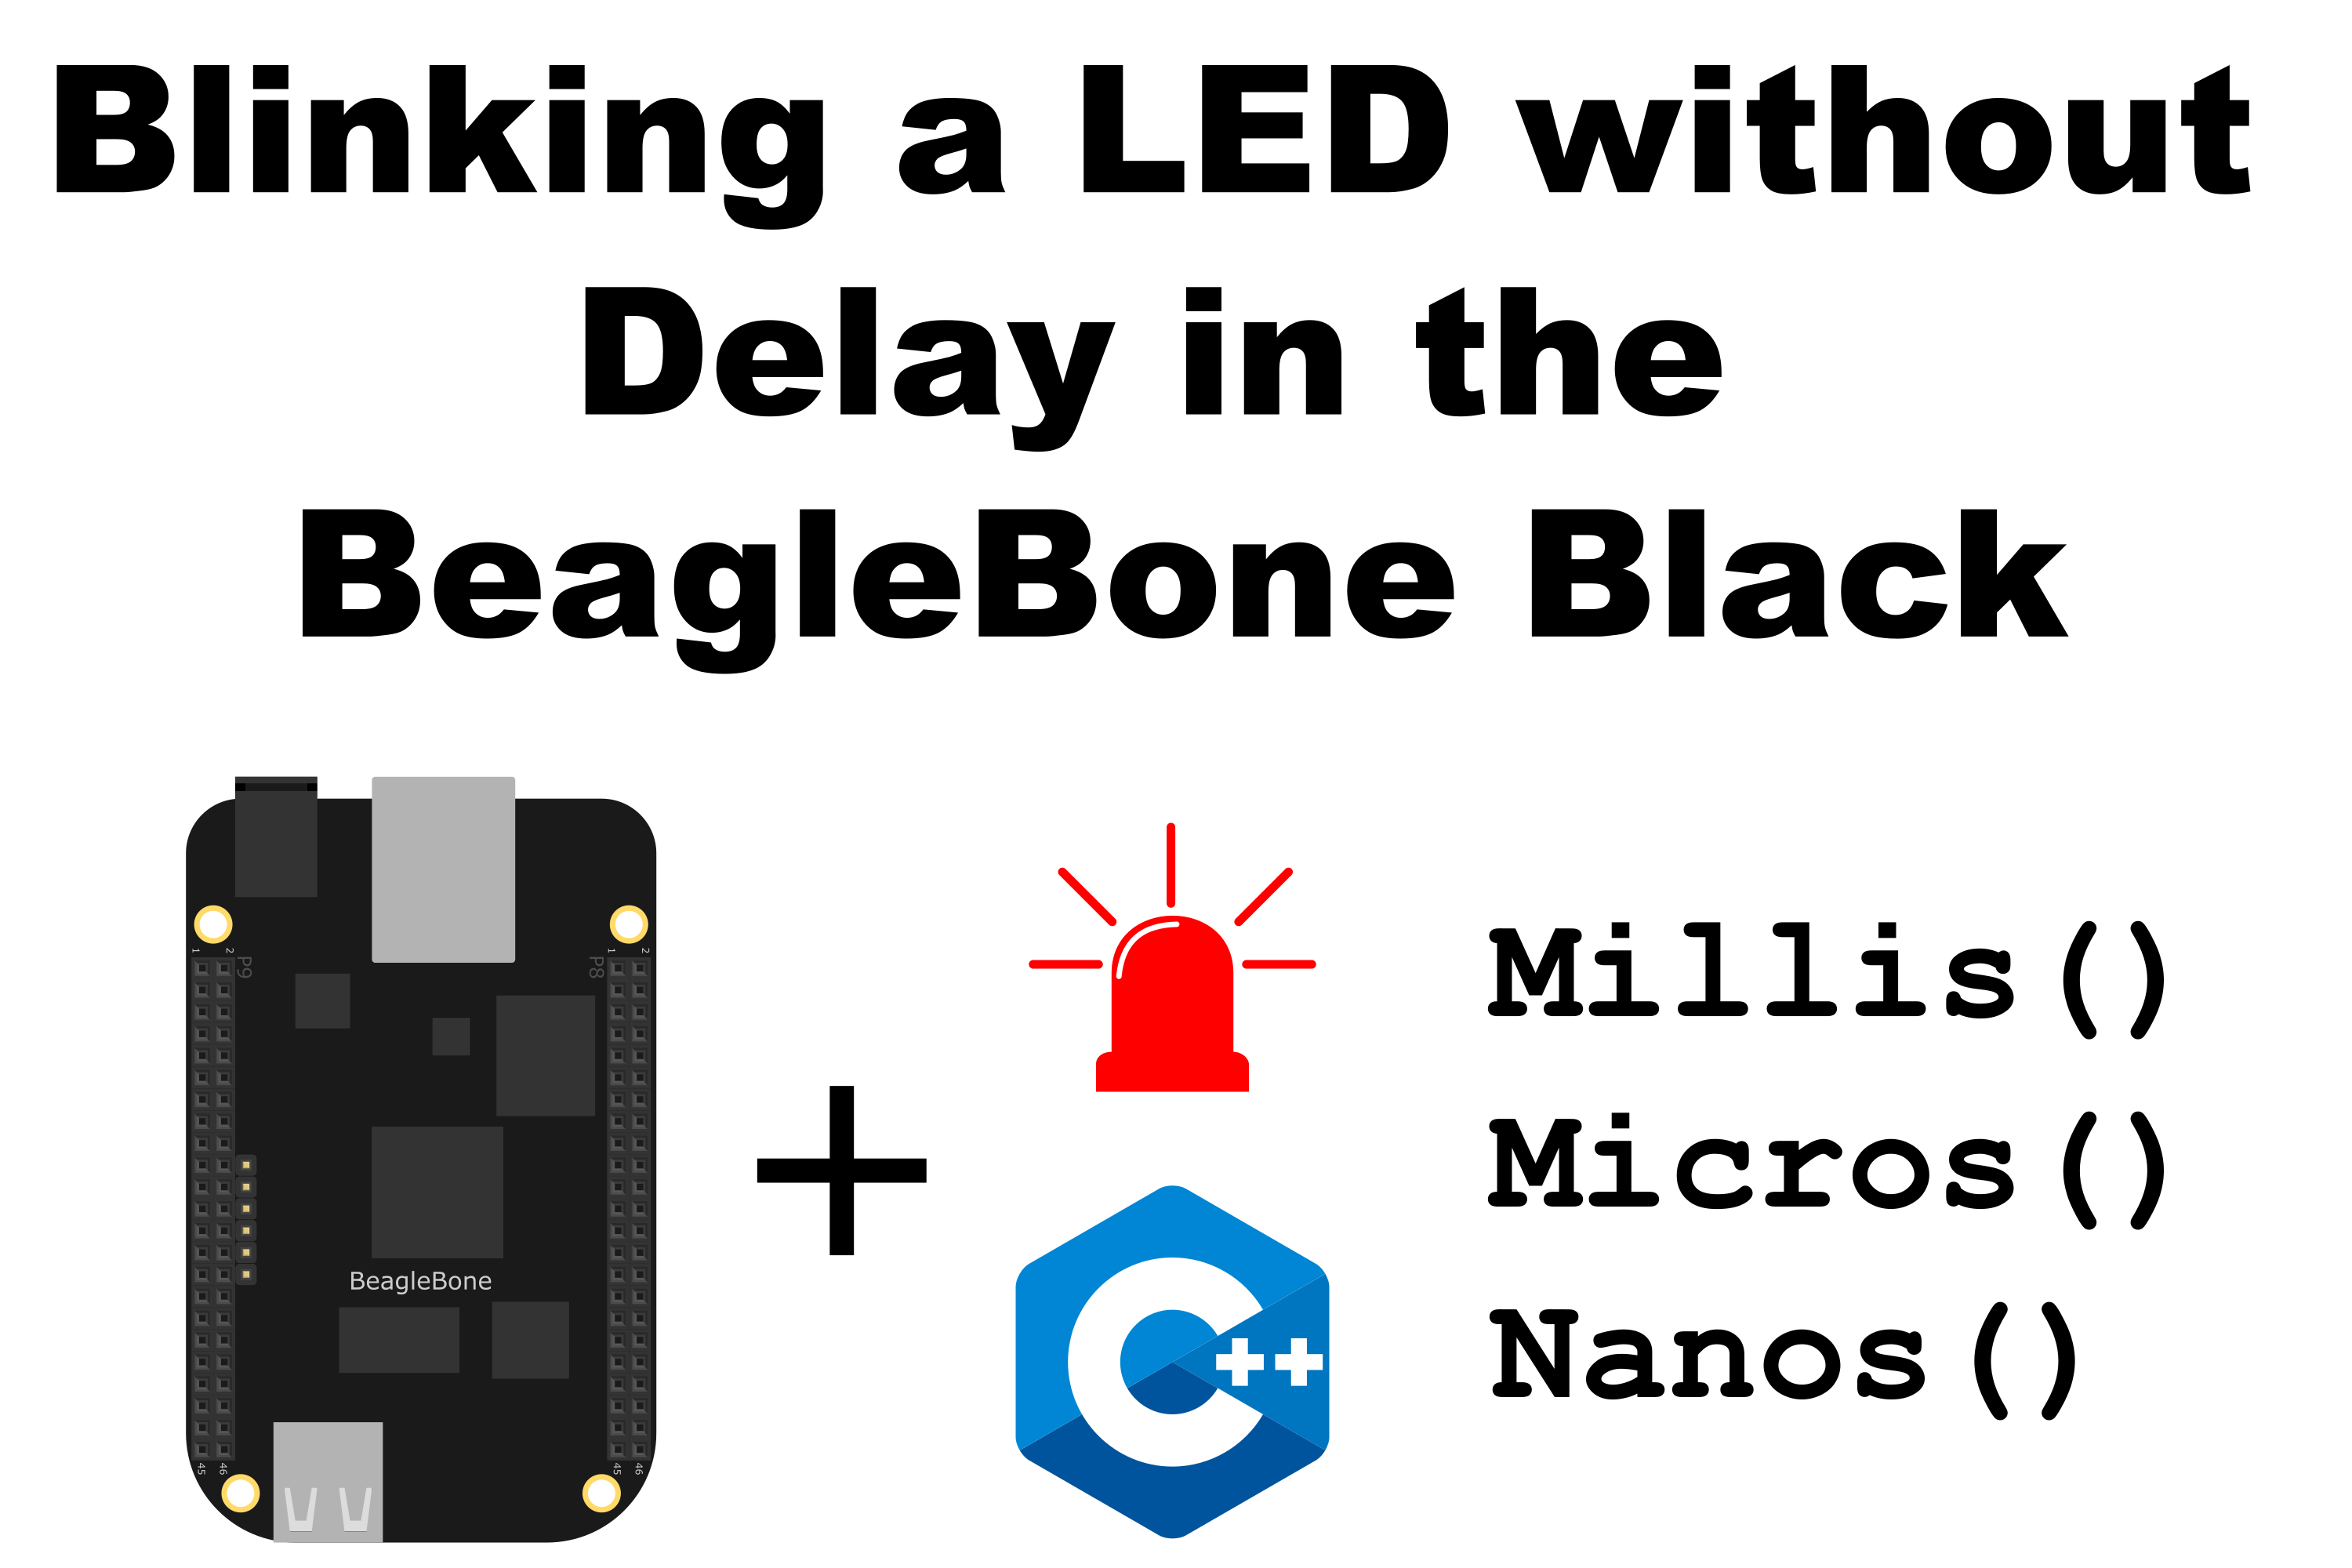 Blinking a LED without
Delay in the
BeagleBone Black
Millis()
Micros()
Nanos()
1 2
P9
1 2
P8
BeagleBone
45 46
45 46
C++